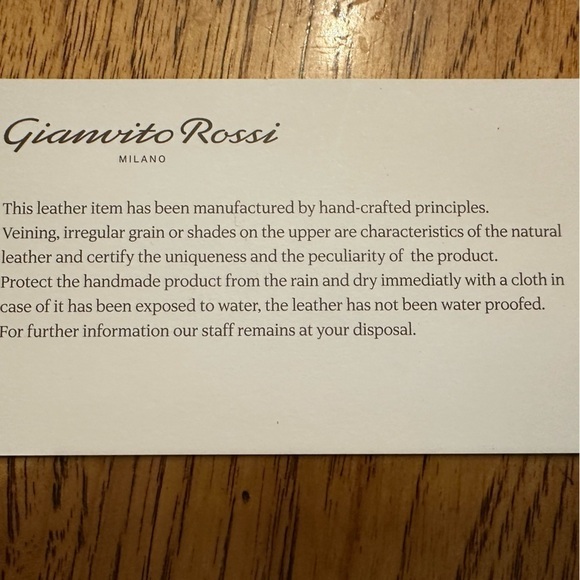 Gianvito Rossi
MILANO
This leather item has been manufactured by hand-crafted principles.
Veining, irregular grain or shades on the upper are characteristics of the natural
leather and certify the uniqueness and the peculiarity of the product.
Protect the handmade product from the rain and dry immediatly with a cloth in
case of it has been exposed to water, the leather has not been water proofed.
For further information our staff remains at your disposal.